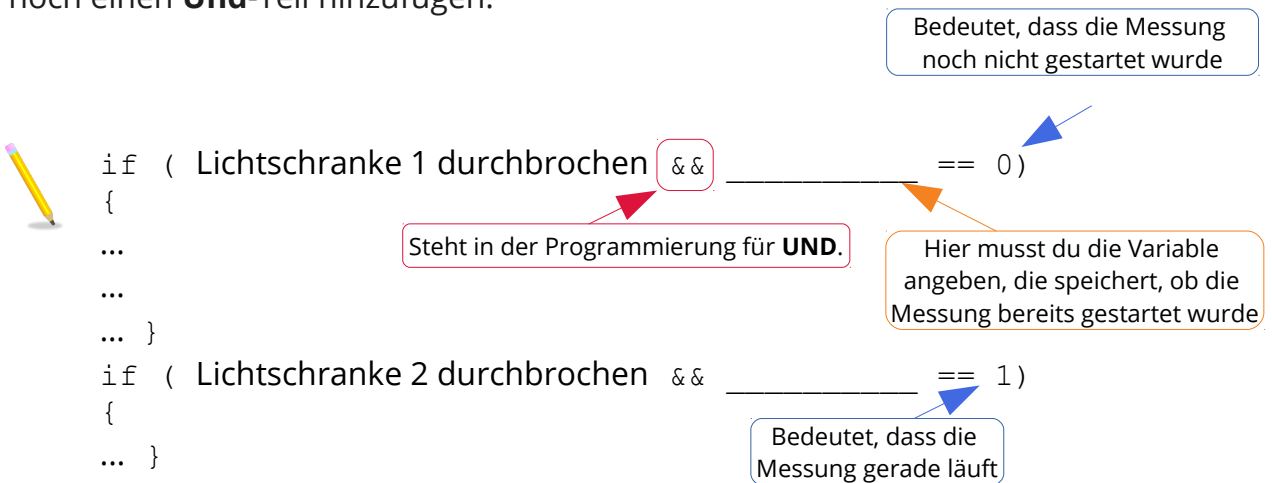 noch einen Und-Teil hinzufügen.
Bedeutet, dass die Messung
noch nicht gestartet wurde
if ( Lichtschranke 1 durchbrochen && __________ == 0)
{
Steht in der Programmierung für UND.
Hier musst du die Variable
angeben, die speichert, ob die
Messung bereits gestartet wurde
...
...
... }
if ( Lichtschranke 2 durchbrochen && __________ == 1)
{
Bedeutet, dass die
Messung gerade läuft
... }